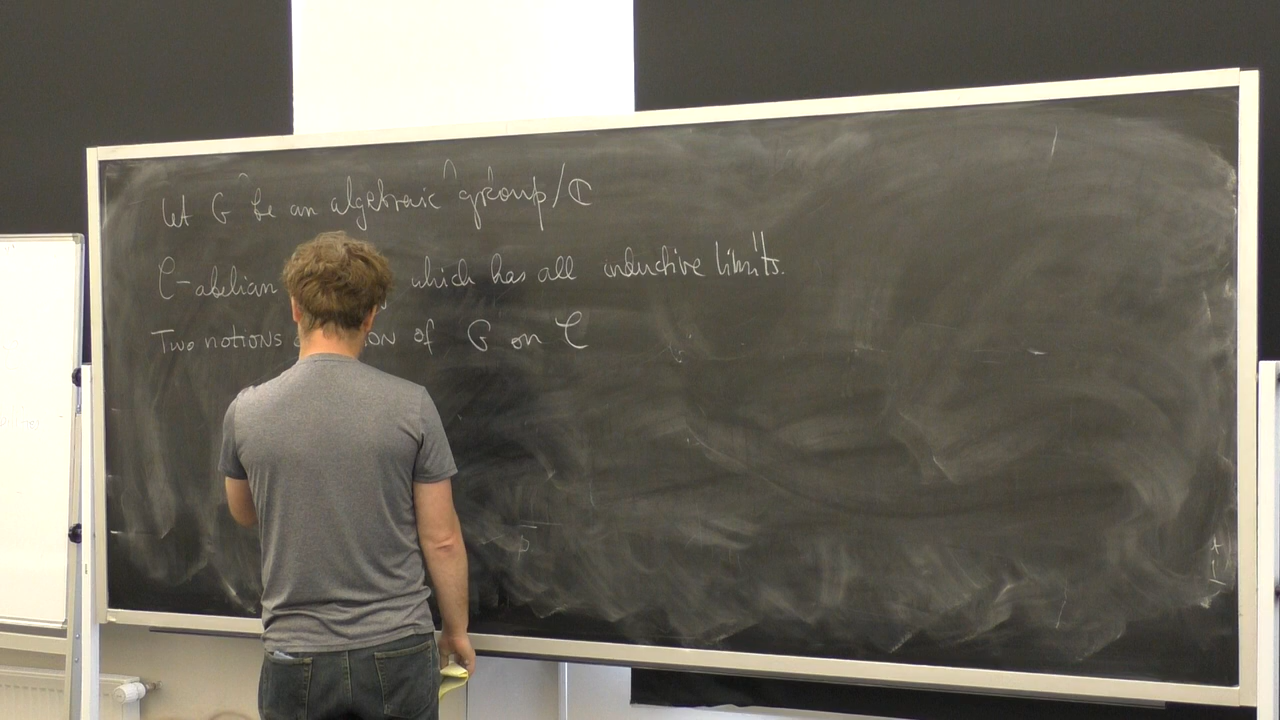 Let G be an algebraic group/ℂ
𝒞-abelian which has all inductive limits.
Two notions of G on 𝒞